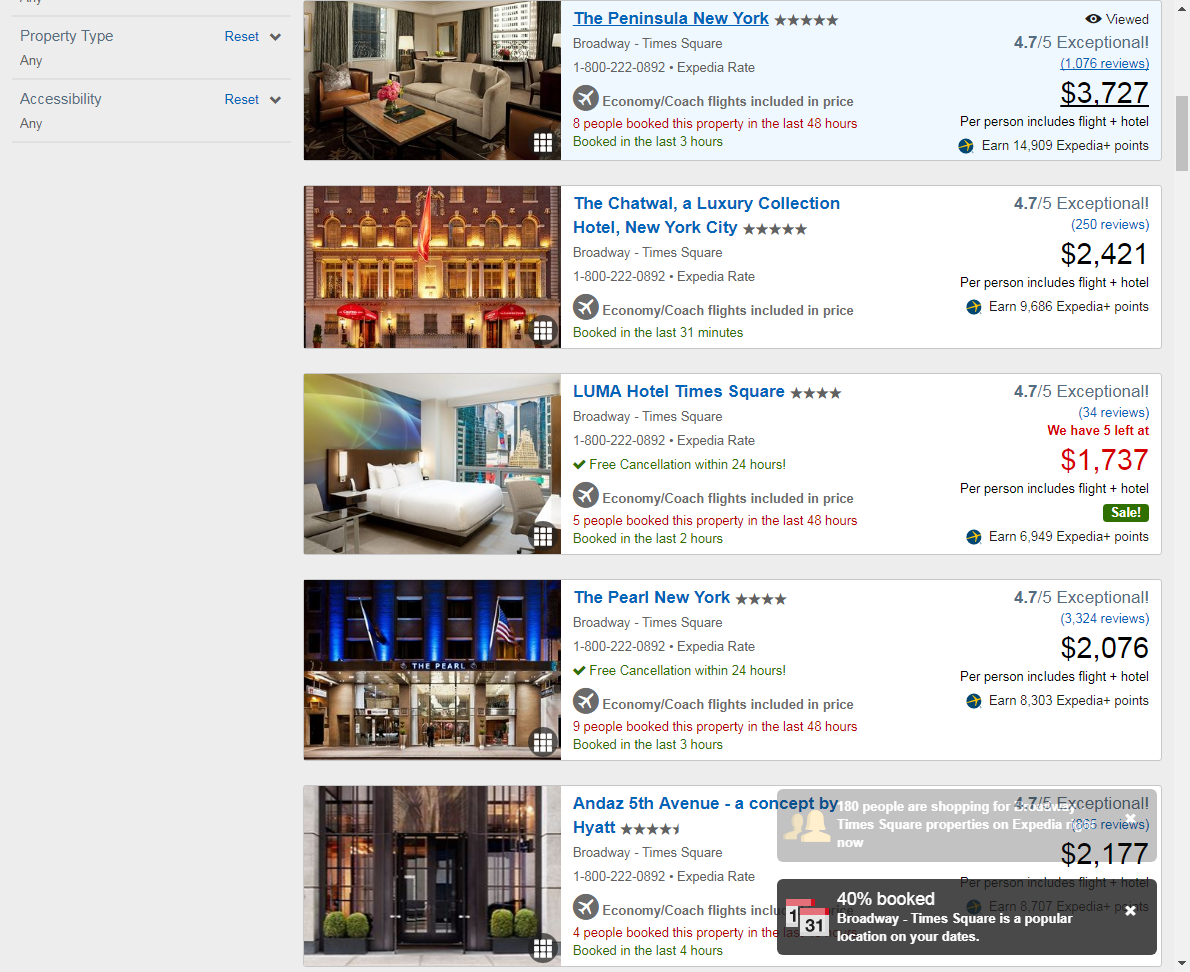 Property Type Reset
Any
Accessibility Reset
Any
The Peninsula New York
Viewed
Broadway - Times Square
4.7/5 Exceptional!
1-800-222-0892 • Expedia Rate
(1,076 reviews)
$3,727
Economy/Coach flights included in price
8 people booked this property in the last 48 hours
Per person includes flight + hotel
Booked in the last 3 hours
Earn 14,909 Expedia+ points
The Chatwal, a Luxury Collection
Hotel, New York City
4.7/5 Exceptional!
(250 reviews)
Broadway - Times Square
$2,421
1-800-222-0892 • Expedia Rate
Per person includes flight + hotel
Economy/Coach flights included in price
Earn 9,686 Expedia+ points
Booked in the last 31 minutes
LUMA Hotel Times Square
4.7/5 Exceptional!
Broadway - Times Square
(34 reviews)
1-800-222-0892 • Expedia Rate
We have 5 left at
Free Cancellation within 24 hours!
$1,737
Economy/Coach flights included in price
Per person includes flight + hotel
5 people booked this property in the last 48 hours
Sale!
Booked in the last 2 hours
Earn 6,949 Expedia+ points
THE PEARL
The Pearl New York
4.7/5 Exceptional!
Broadway - Times Square
(3,324 reviews)
1-800-222-0892 • Expedia Rate
$2,076
Free Cancellation within 24 hours!
Per person includes flight + hotel
Economy/Coach flights included in price
Earn 8,303 Expedia+ points
9 people booked this property in the last 48 hours
Booked in the last 3 hours
Andaz 5th Avenue - a concept by
Hyatt
4.7/5 Exceptional!
reviews)
Broadway - Times Square
$2,177
1-800-222-0892 • Expedia Rate
Per person includes flight + hotel
Economy/Coach flights included in price
Earn 8,707 Expedia+ points
4 people booked this property in the last
Booked in the last 4 hours
180 people are shopping for Broadway
Times Square properties on Expedia right
now
1
31
40% booked
Broadway - Times Square is a popular
location on your dates.